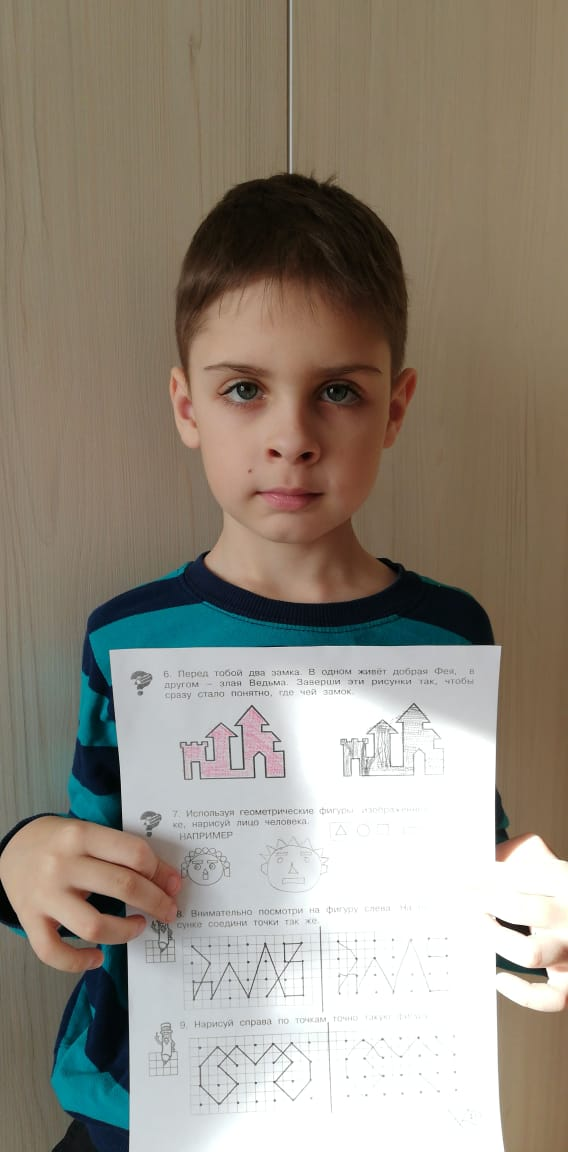 6. Перед тобой два замка. В одном живёт добрая Фея, в
другом – злая Ведьма. Заверши эти рисунки так, чтобы
сразу стало понятно, где чей замок.
7. Используя геометрические фигуры,
ке, нарисуй лицо человека.
НАПРИМЕР
8. Внимательно посмотри на фигуру слева.
сунке соедини точки так же.
9. Нарисуй справа по точкам точно такую